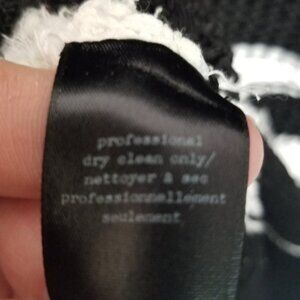 professional
dry clean only/
nettoyer à sec
professionnellement
seulement